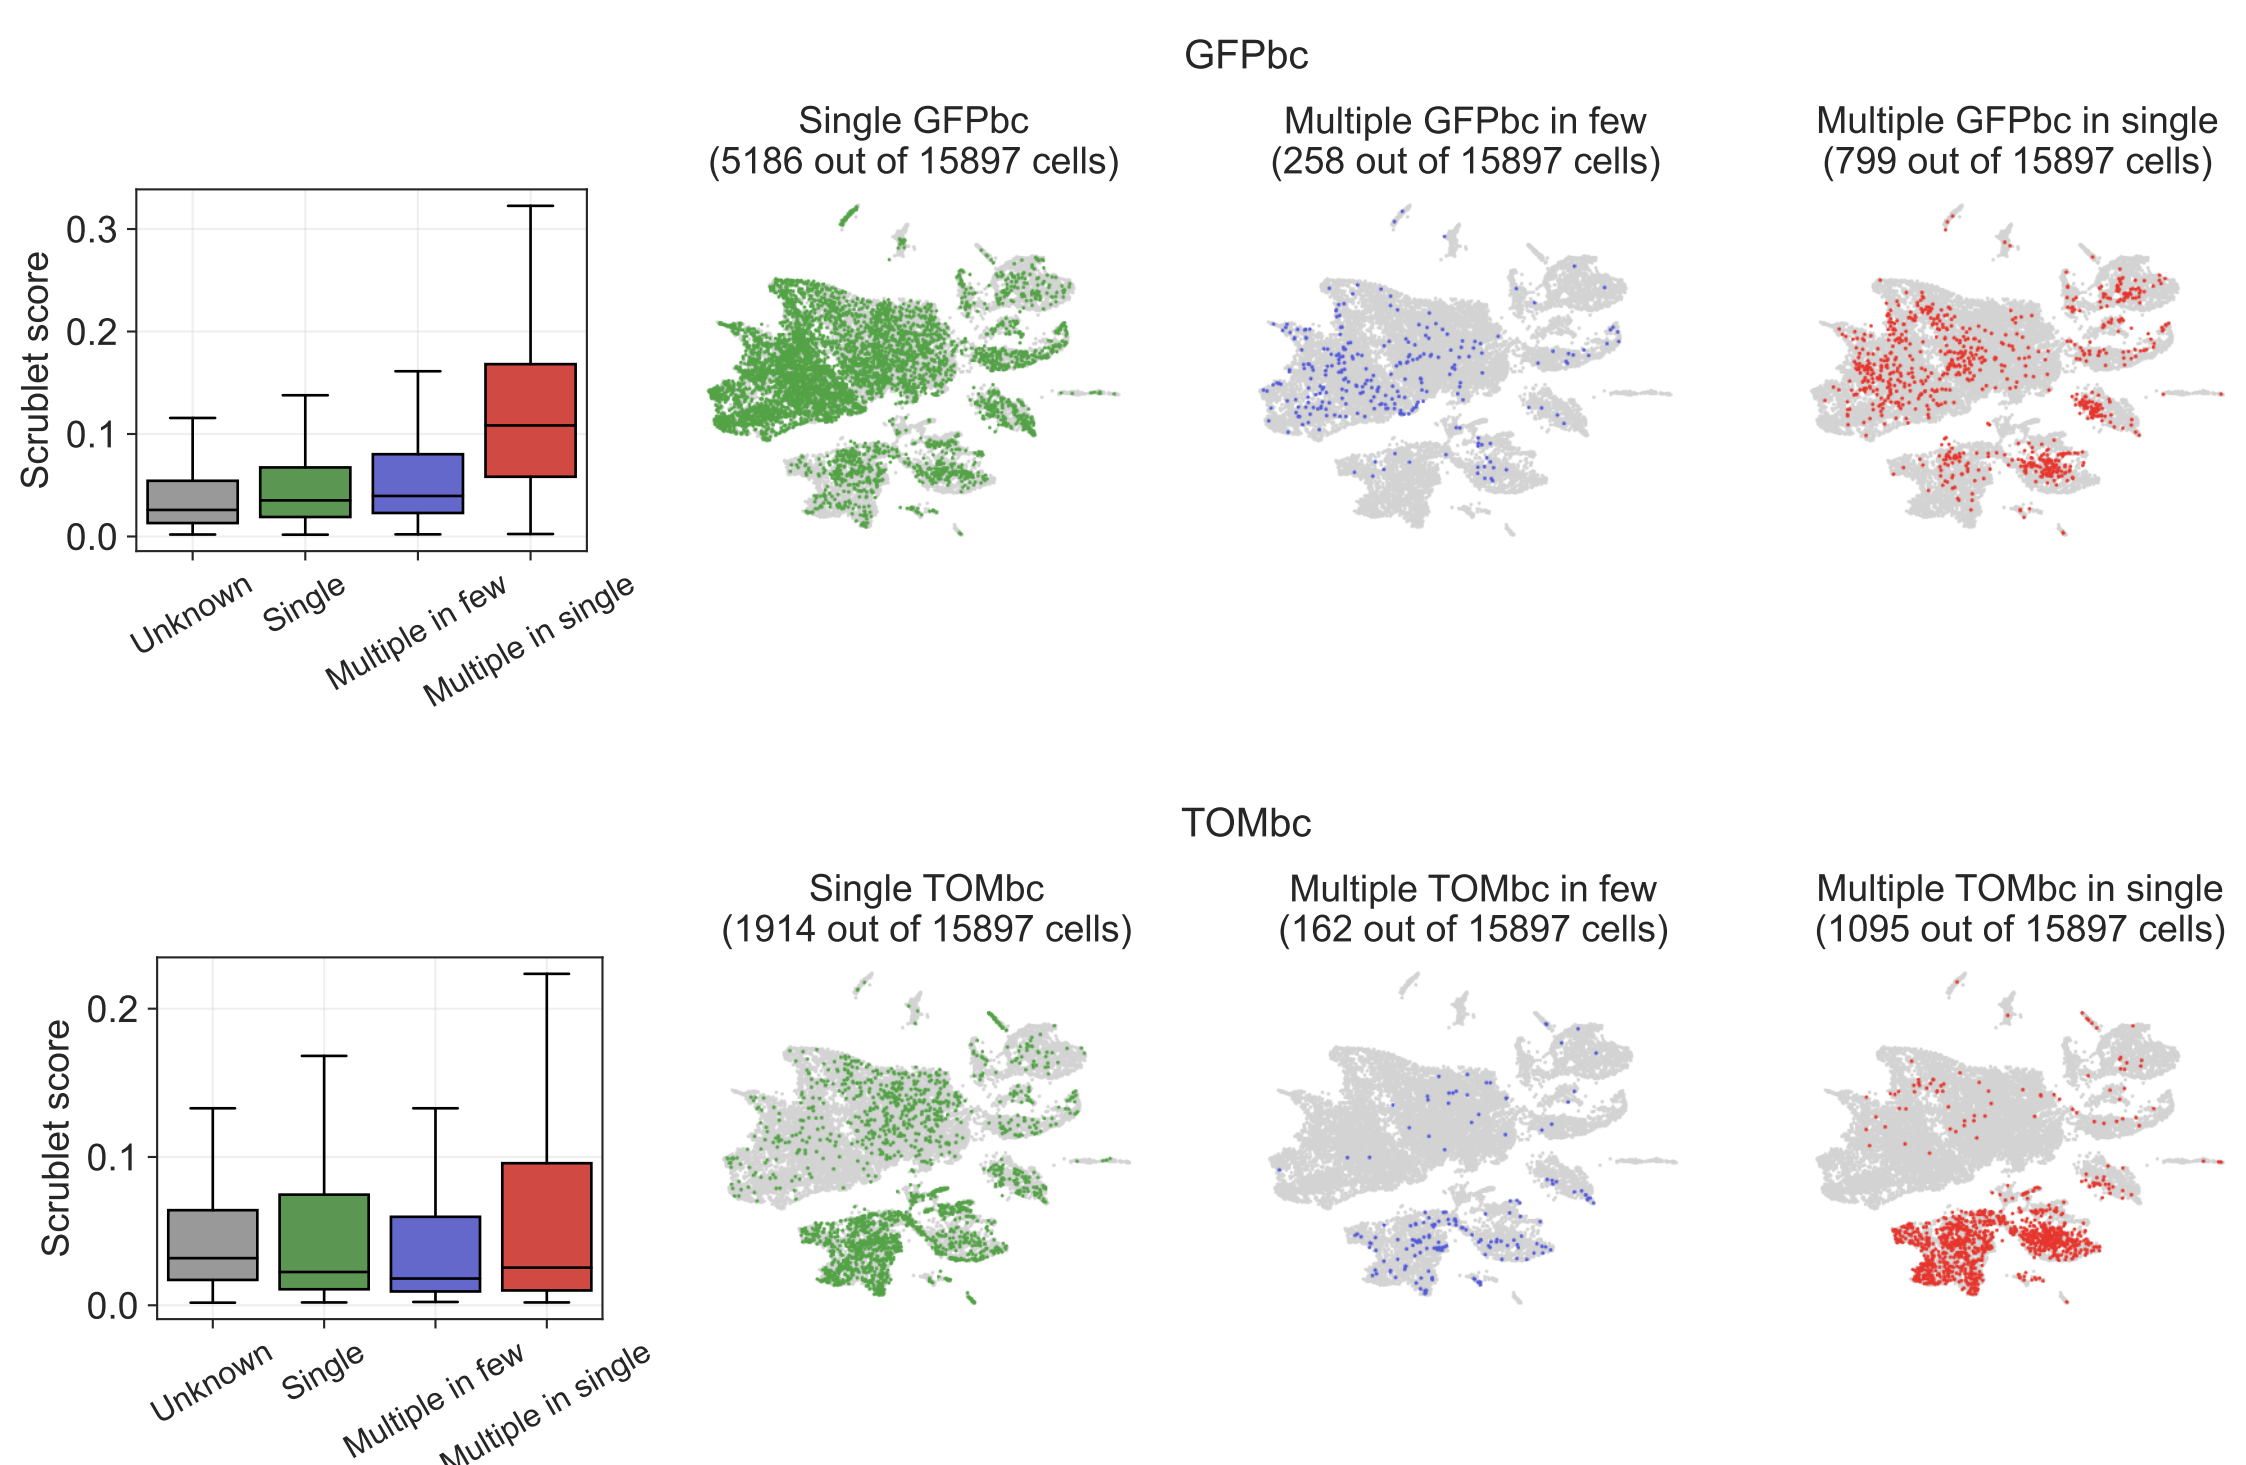 GFPbc
Single GFPbc
(5186 out of 15897 cells)
Multiple GFPbc in few
(258 out of 15897 cells)
Multiple GFPbc in single
(799 out of 15897 cells)
Scrublet score
0.3
0.2
0.1
0.0
Unknown
Single
Multiple in few
Multiple in single
TOMbc
Single TOMbc
(1914 out of 15897 cells)
Multiple TOMbc in few
(162 out of 15897 cells)
Multiple TOMbc in single
(1095 out of 15897 cells)
Scrublet score
0.2
0.1
0.0
Unknown
Single
Multiple in few
Multiple in single